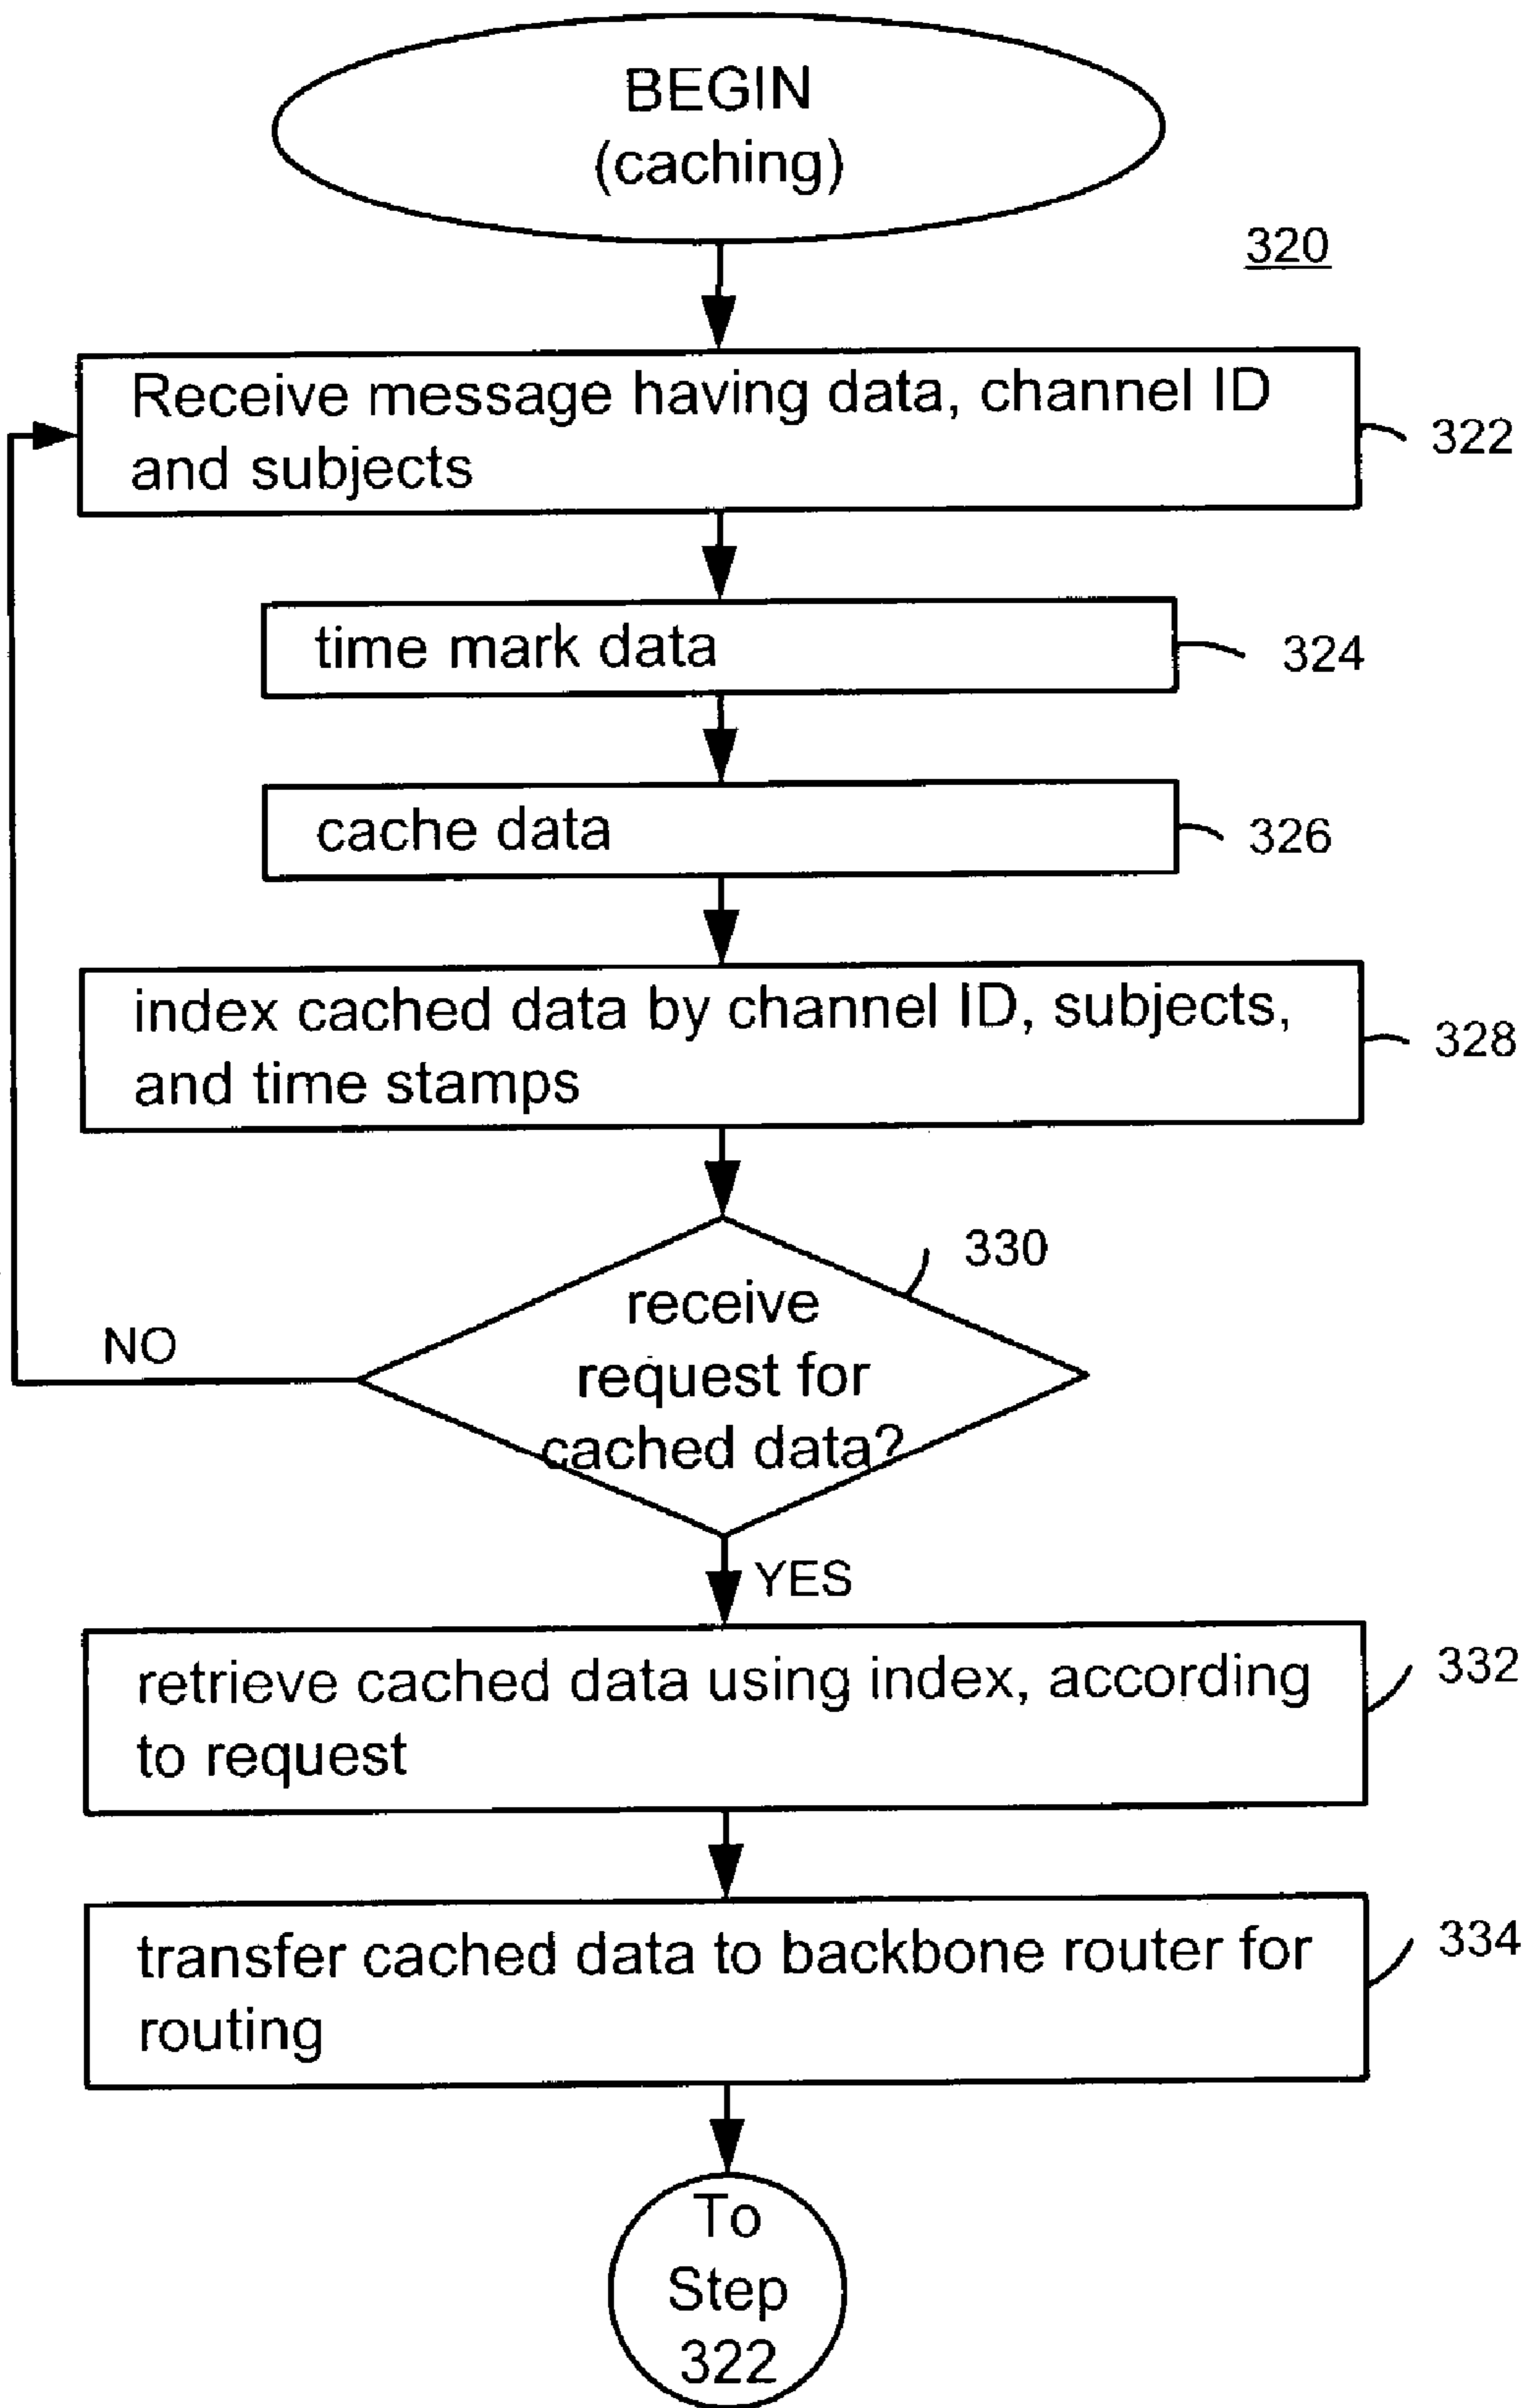 BEGIN
(caching)
320
Receive message having data, channel ID
and subjects
322
time mark data
324
cache data
326
index cached data by channel ID, subjects,
and time stamps
328
330
receive
request for
cached data?
NO
YES
retrieve cached data using index, according
to request
332
transfer cached data to backbone router for
routing
334
To
Step
322